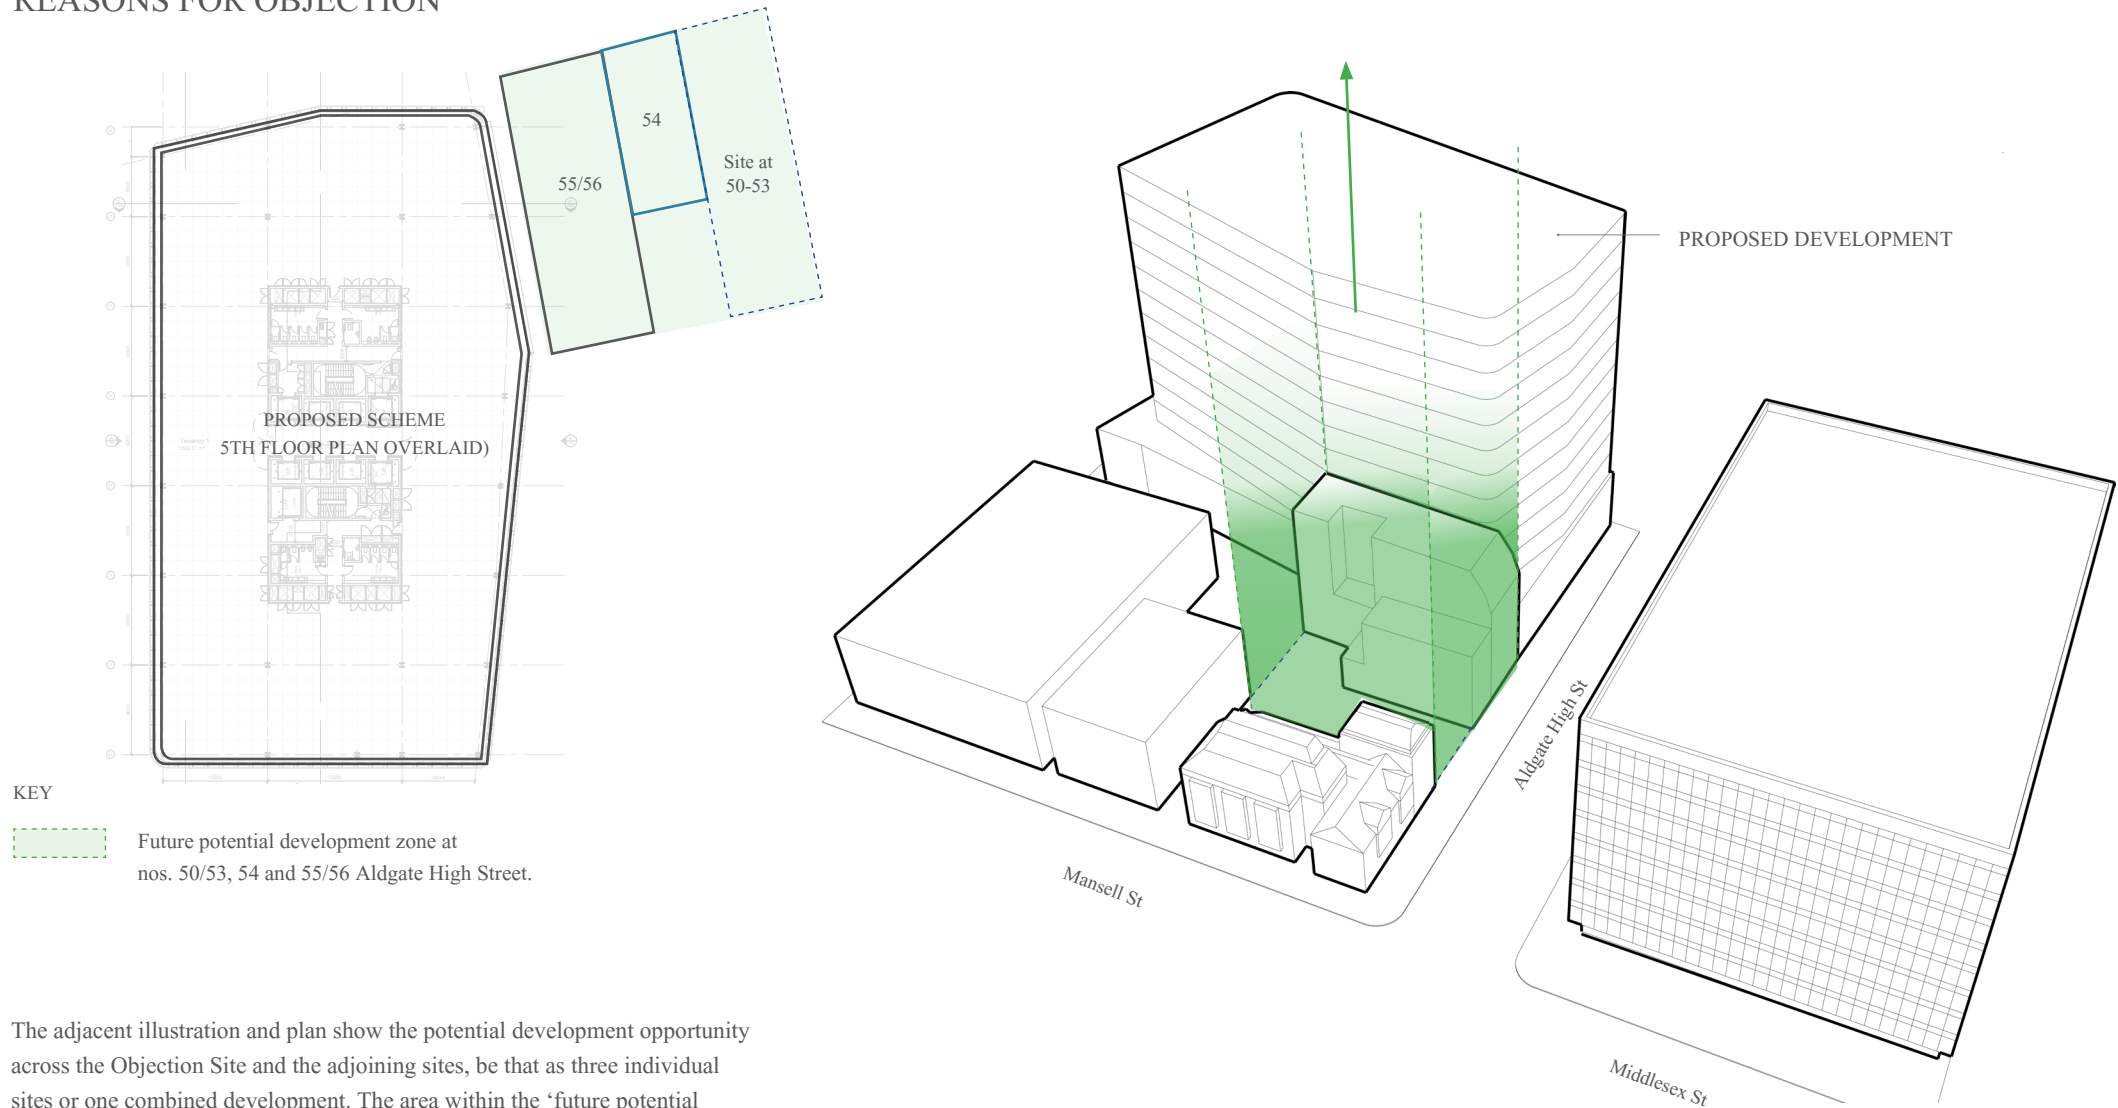 REASONS FOR OBJECTION
54
55/56
Site at
50-53
PROPOSED SCHEME
5TH FLOOR PLAN OVERLAID)
KEY
Future potential development zone at
nos. 50/53, 54 and 55/56 Aldgate High Street.
PROPOSED DEVELOPMENT
Aldgate High St
Mansell St
Middlesex St
The adjacent illustration and plan show the potential development opportunity
across the Objection Site and the adjoining sites, be that as three individual
sites or one combined development. The area within the ‘future potential